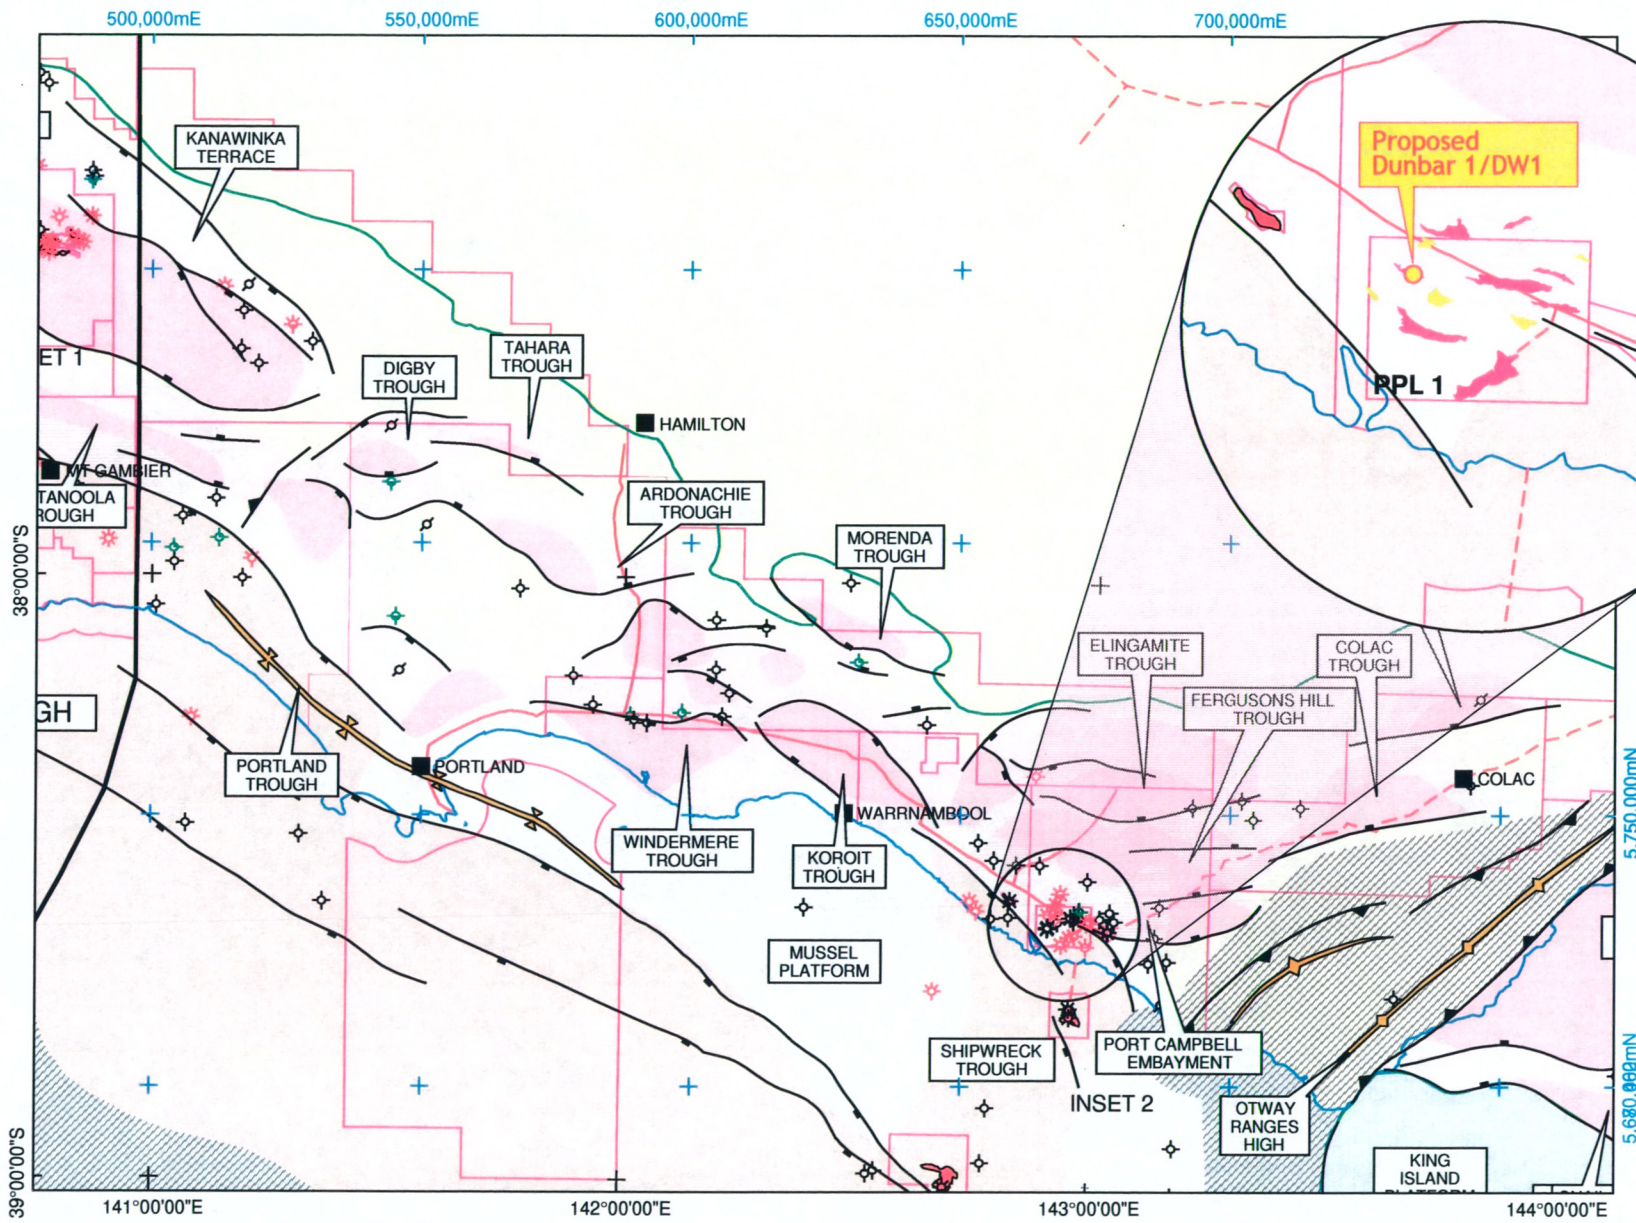 500,000mE
550,000mE
600,000mE
650,000mE
700,000mE
KANAWINKA
TERRACE
Proposed
Dunbar 1/DW1
PPL 1
ET 1
DIGBY
TROUGH
TAHARA
TROUGH
HAMILTON
MT GAMBIER
TANOOLA
ROUGH
ARDONACHIE
TROUGH
MORENDA
TROUGH
38°00'00"S
ELINGAMITE
TROUGH
COLAC
TROUGH
FERGUSONS HILL
TROUGH
GH
PORTLAND
TROUGH
PORTLAND
COLAC
WARRNAMBOOL
WINDERMERE
TROUGH
KOROIT
TROUGH
5,750,000mN
MUSSEL
PLATFORM
SHIPWRECK
TROUGH
PORT CAMPBELL
EMBAYMENT
INSET 2
OTWAY
RANGES
HIGH
KING
ISLAND
PLATFORM
39°00'00"S
141°00'00"E
142°00'00"E
143°00'00"E
144°00'00"E